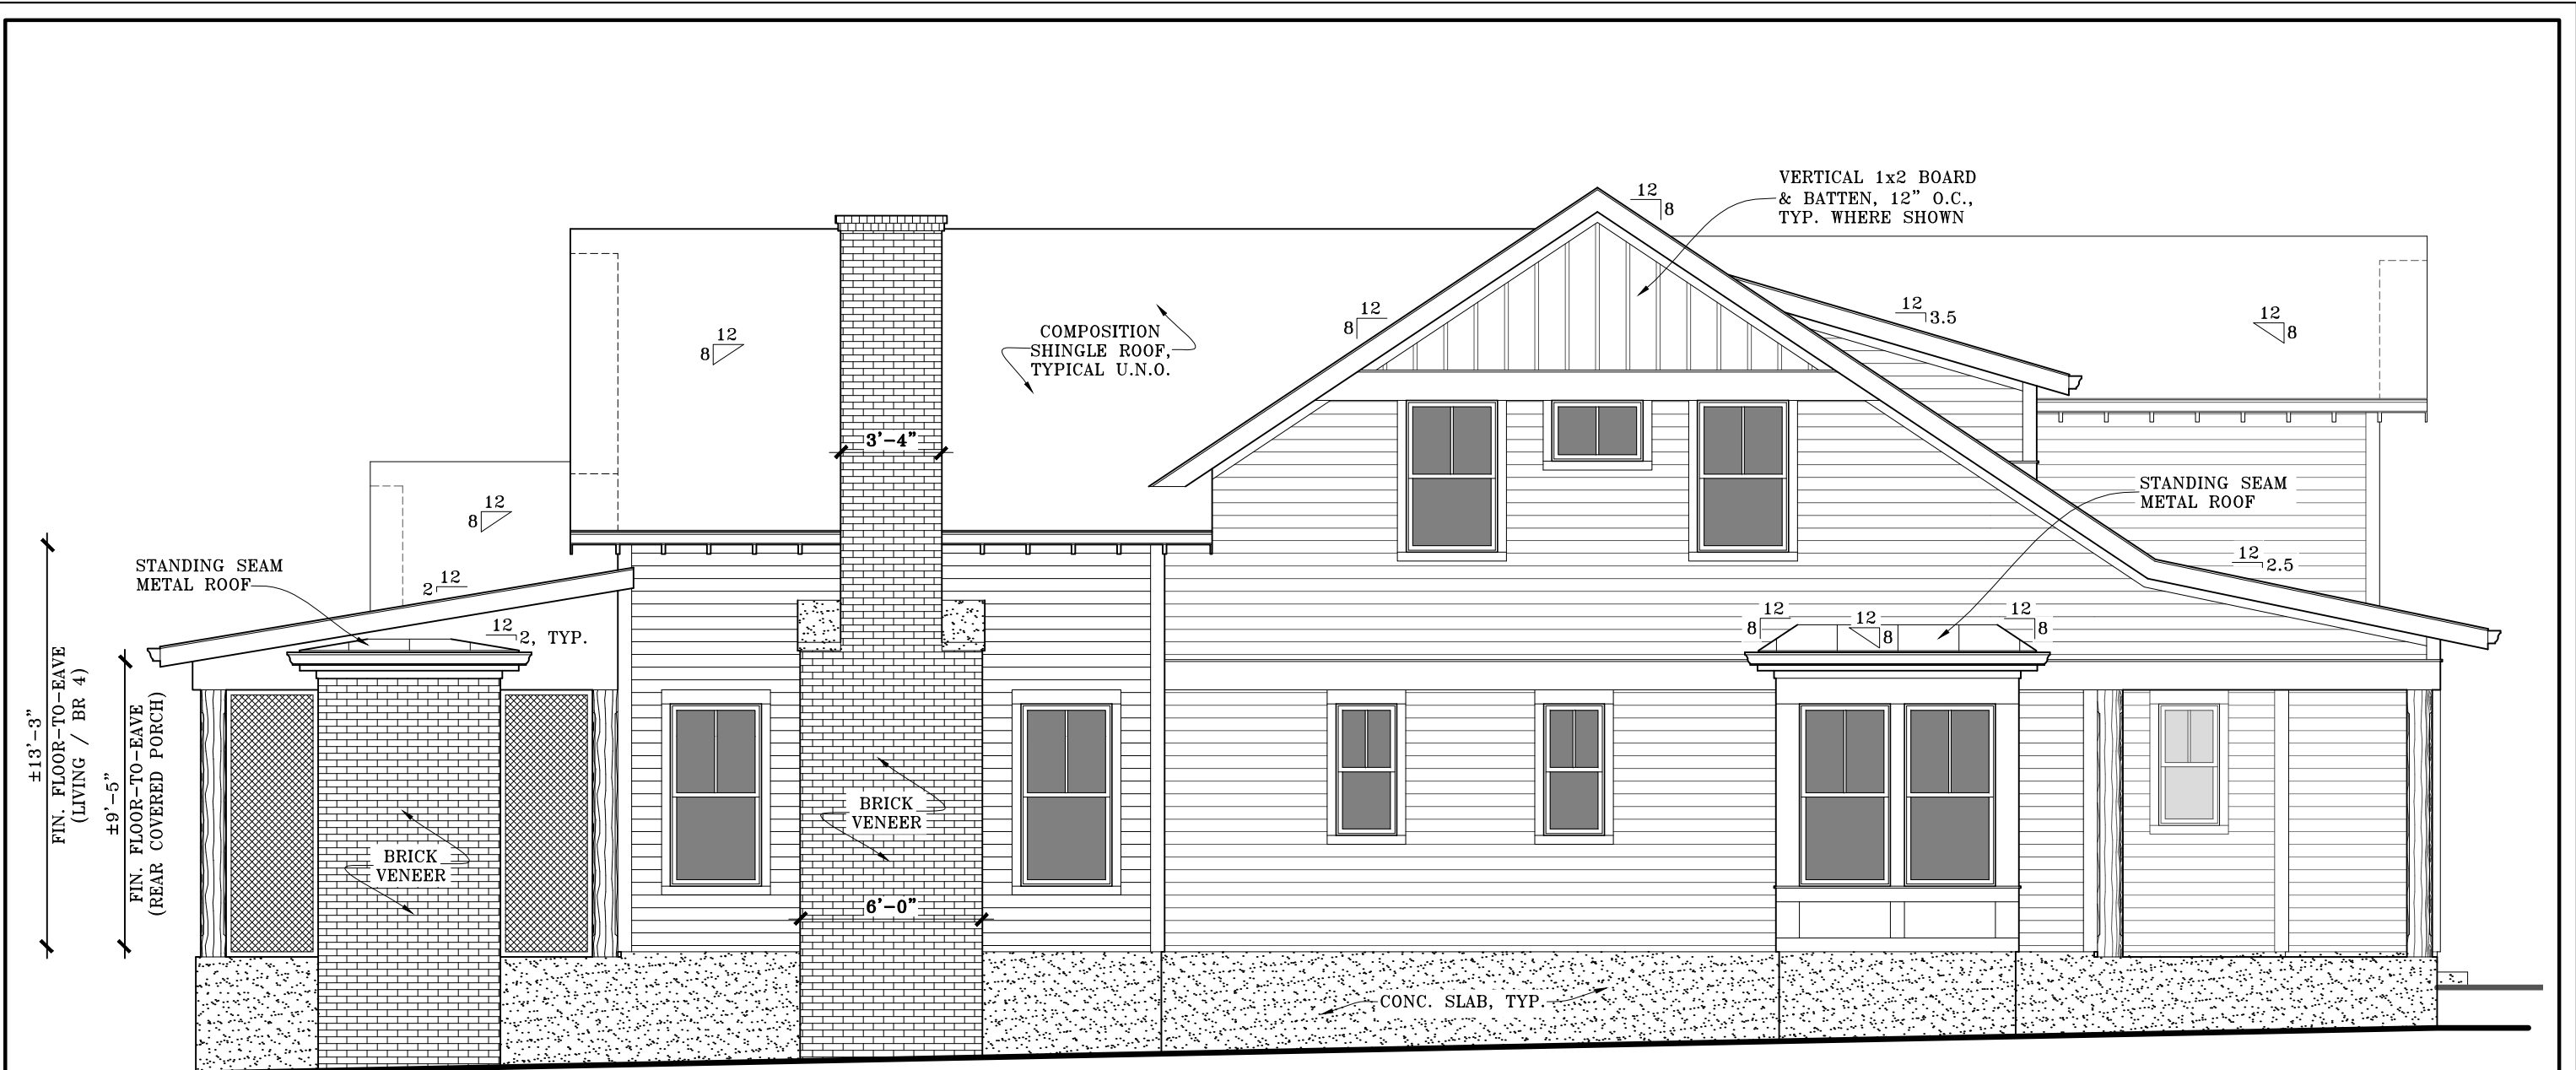 VERTICAL 1x2 BOARD
& BATTEN, 12" O.C.,
TYP. WHERE SHOWN
12
8
12
8
12
3.5
12
8
12
8
COMPOSITION
SHINGLE ROOF,
TYPICAL U.N.O.
3'-4"
12
8
STANDING SEAM
METAL ROOF
12
2.5
STANDING SEAM
METAL ROOF
12
2
12
2, TYP.
12
8
12
8
12
8
±13'-3"
FIN. FLOOR-TO-EAVE
(LIVING / BR 4)
±9'-5"
FIN. FLOOR-TO-EAVE
(REAR COVERED PORCH)
BRICK
VENEER
BRICK
VENEER
6'-0"
CONC. SLAB, TYP.